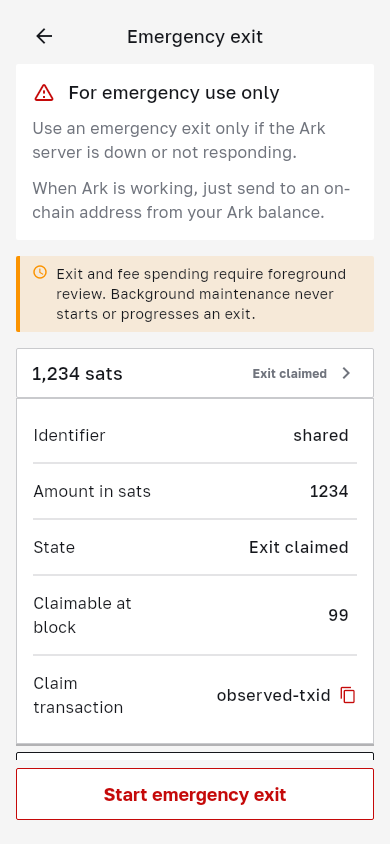 Emergency exit
For emergency use only
Use an emergency exit only if the Ark
server is down or not responding.
When Ark is working, just send to an on-
chain address from your Ark balance.
Exit and fee spending require foreground
review. Background maintenance never
starts or progresses an exit.
1,234 sats
Exit claimed
Identifier
shared
Amount in sats
1234
State
Exit claimed
Claimable at
block
99
Claim
transaction
observed-txid
Start emergency exit